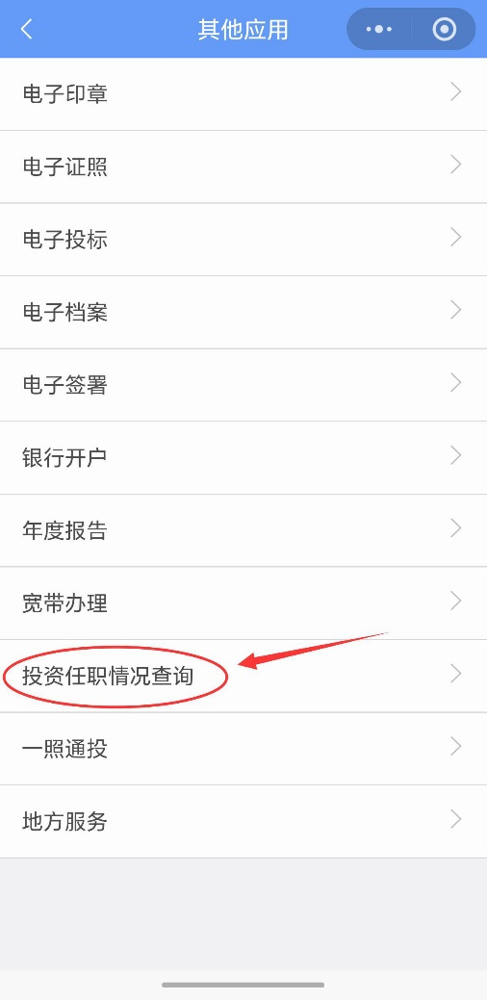 其他应用
电子印章
电子证照
电子投标
电子档案
电子签署
银行开户
年度报告
宽带办理
投资任职情况查询
一照通投
地方服务